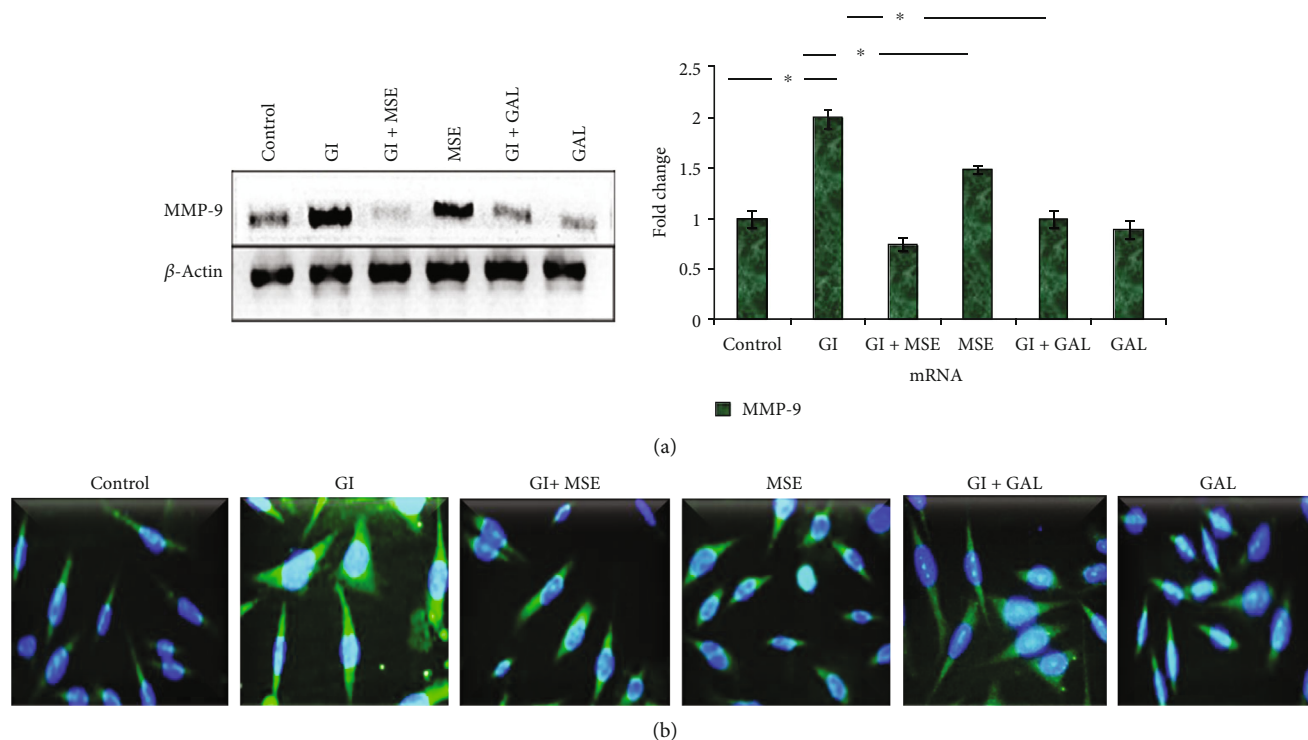 Control
GI
GI + MSE
MSE
GI + GAL
GAL
MMP-9
β-Actin
*
*
*
Fold change
2.5
2
1.5
1
0.5
0
Control GI GI + MSE MSE GI + GAL GAL
mRNA
MMP-9
(a)
Control GI GI+ MSE MSE GI + GAL GAL
(b)